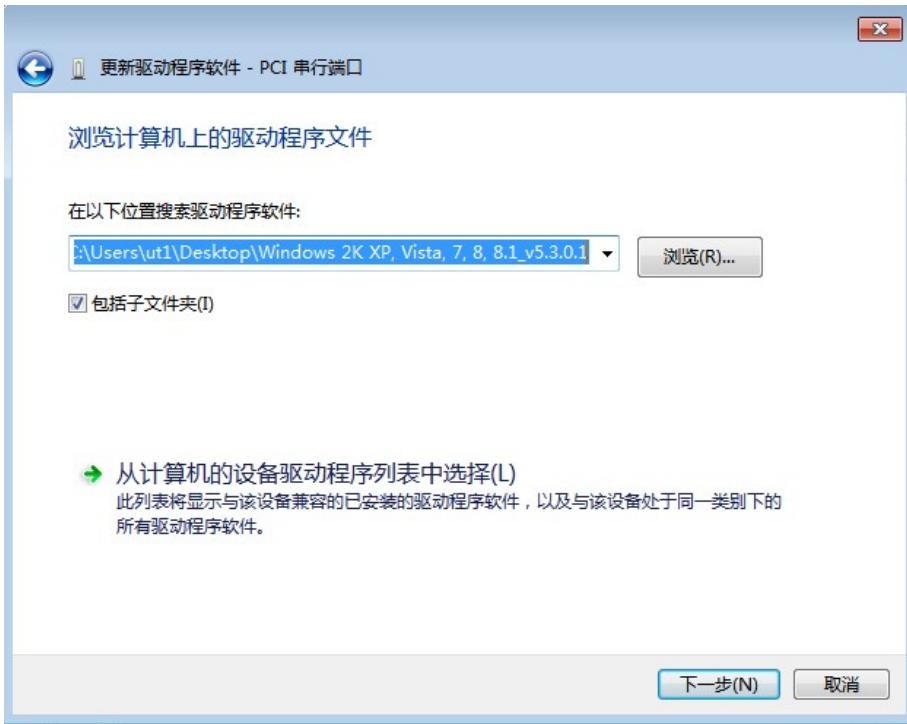 更新驱动程序软件 - PCI 串行端口
浏览计算机上的驱动程序文件
在以下位置搜索驱动程序软件:
:\Users\ut1\Desktop\Windows 2K XP, Vista, 7, 8, 8.1_v5.3.0.1
浏览(R)...
包括子文件夹(I)
从计算机的设备驱动程序列表中选择(L)
此列表将显示与该设备兼容的已安装的驱动程序软件，以及与该设备处于同一类别下的
所有驱动程序软件。
下一步(N)
取消